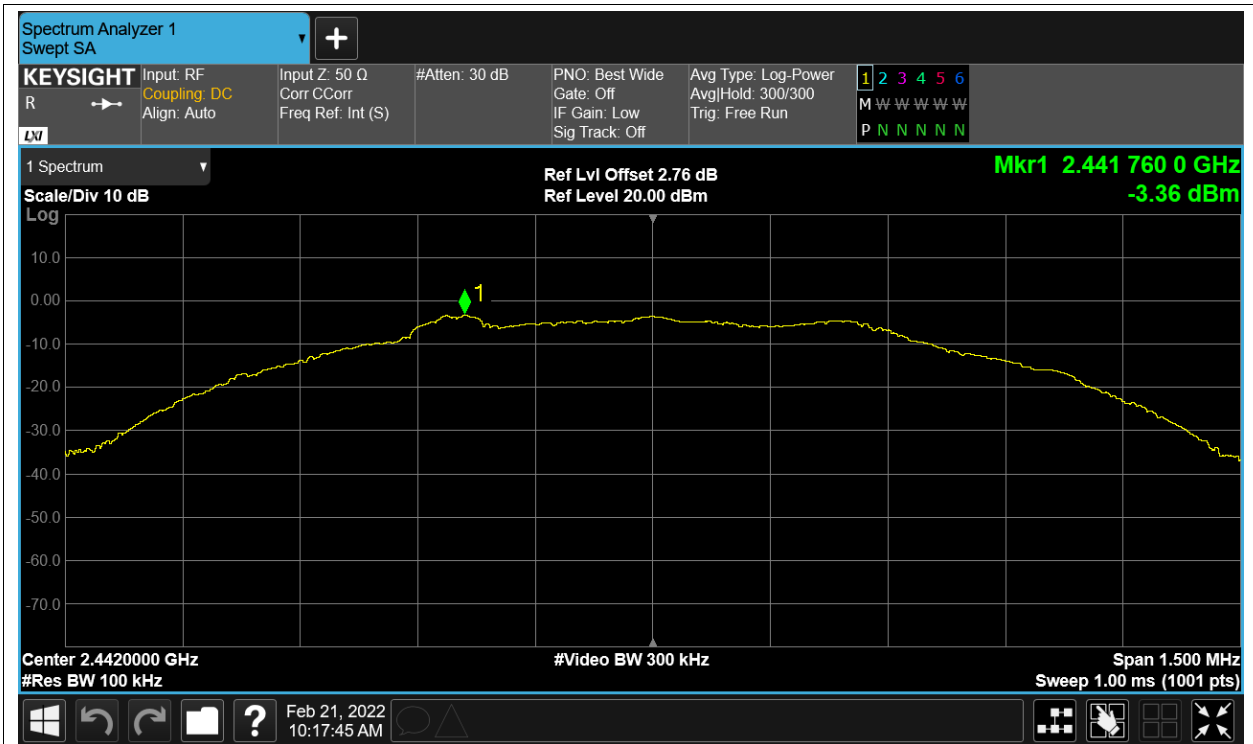 Spectrum Analyzer 1
Swept SA
KEYSIGHT
R
LXI
Input: RF
Coupling: DC
Align: Auto
Input Z: 50 Ω
Corr CCorr
Freq Ref: Int (S)
#Atten: 30 dB
PNO: Best Wide
Gate: Off
IF Gain: Low
Sig Track: Off
Avg Type: Log-Power
Avg|Hold: 300/300
Trig: Free Run
1 2 3 4 5 6
M W W W W W W
P N N N N N N
1 Spectrum
Scale/Div 10 dB
Ref Lvl Offset 2.76 dB
Ref Level 20.00 dBm
Mkr1 2.441 760 0 GHz
-3.36 dBm
Log
10.0
0.00
-10.0
-20.0
-30.0
-40.0
-50.0
-60.0
-70.0
1
Center 2.4420000 GHz
#Res BW 100 kHz
#Video BW 300 kHz
Span 1.500 MHz
Sweep 1.00 ms (1001 pts)
?
Feb 21, 2022
10:17:45 AM